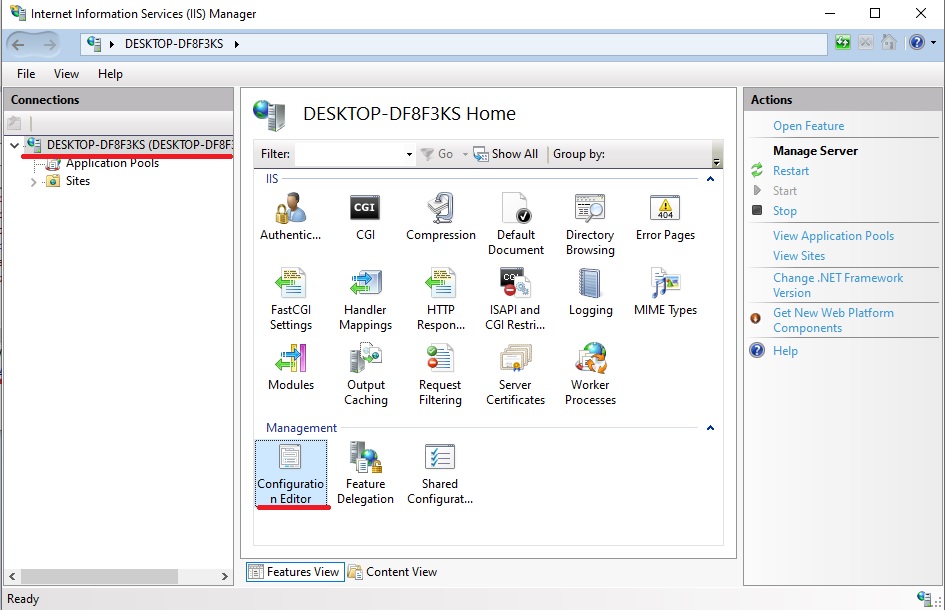 Internet Information Services (IIS) Manager
DESKTOP-DF8F3KS
File View Help
Connections
DESKTOP-DF8F3KS (DESKTOP-DF8F
Application Pools
Sites
DESKTOP-DF8F3KS Home
Filter: Go Show All Group by:
IIS
Authentic... CGI Compression Default Directory Error Pages
Document Browsing
FastCGI Handler HTTP ISAPI and Logging MIME Types
Settings Mappings Respon... CGI Restri...
Modules Output Request Server Worker
Caching Filtering Certificates Processes
Management
Configuratio Feature Shared
n Editor Delegation Configurat...
Features View Content View
Actions
Open Feature
Manage Server
Restart
Start
Stop
View Application Pools
View Sites
Change .NET Framework
Version
Get New Web Platform
Components
Help
Ready